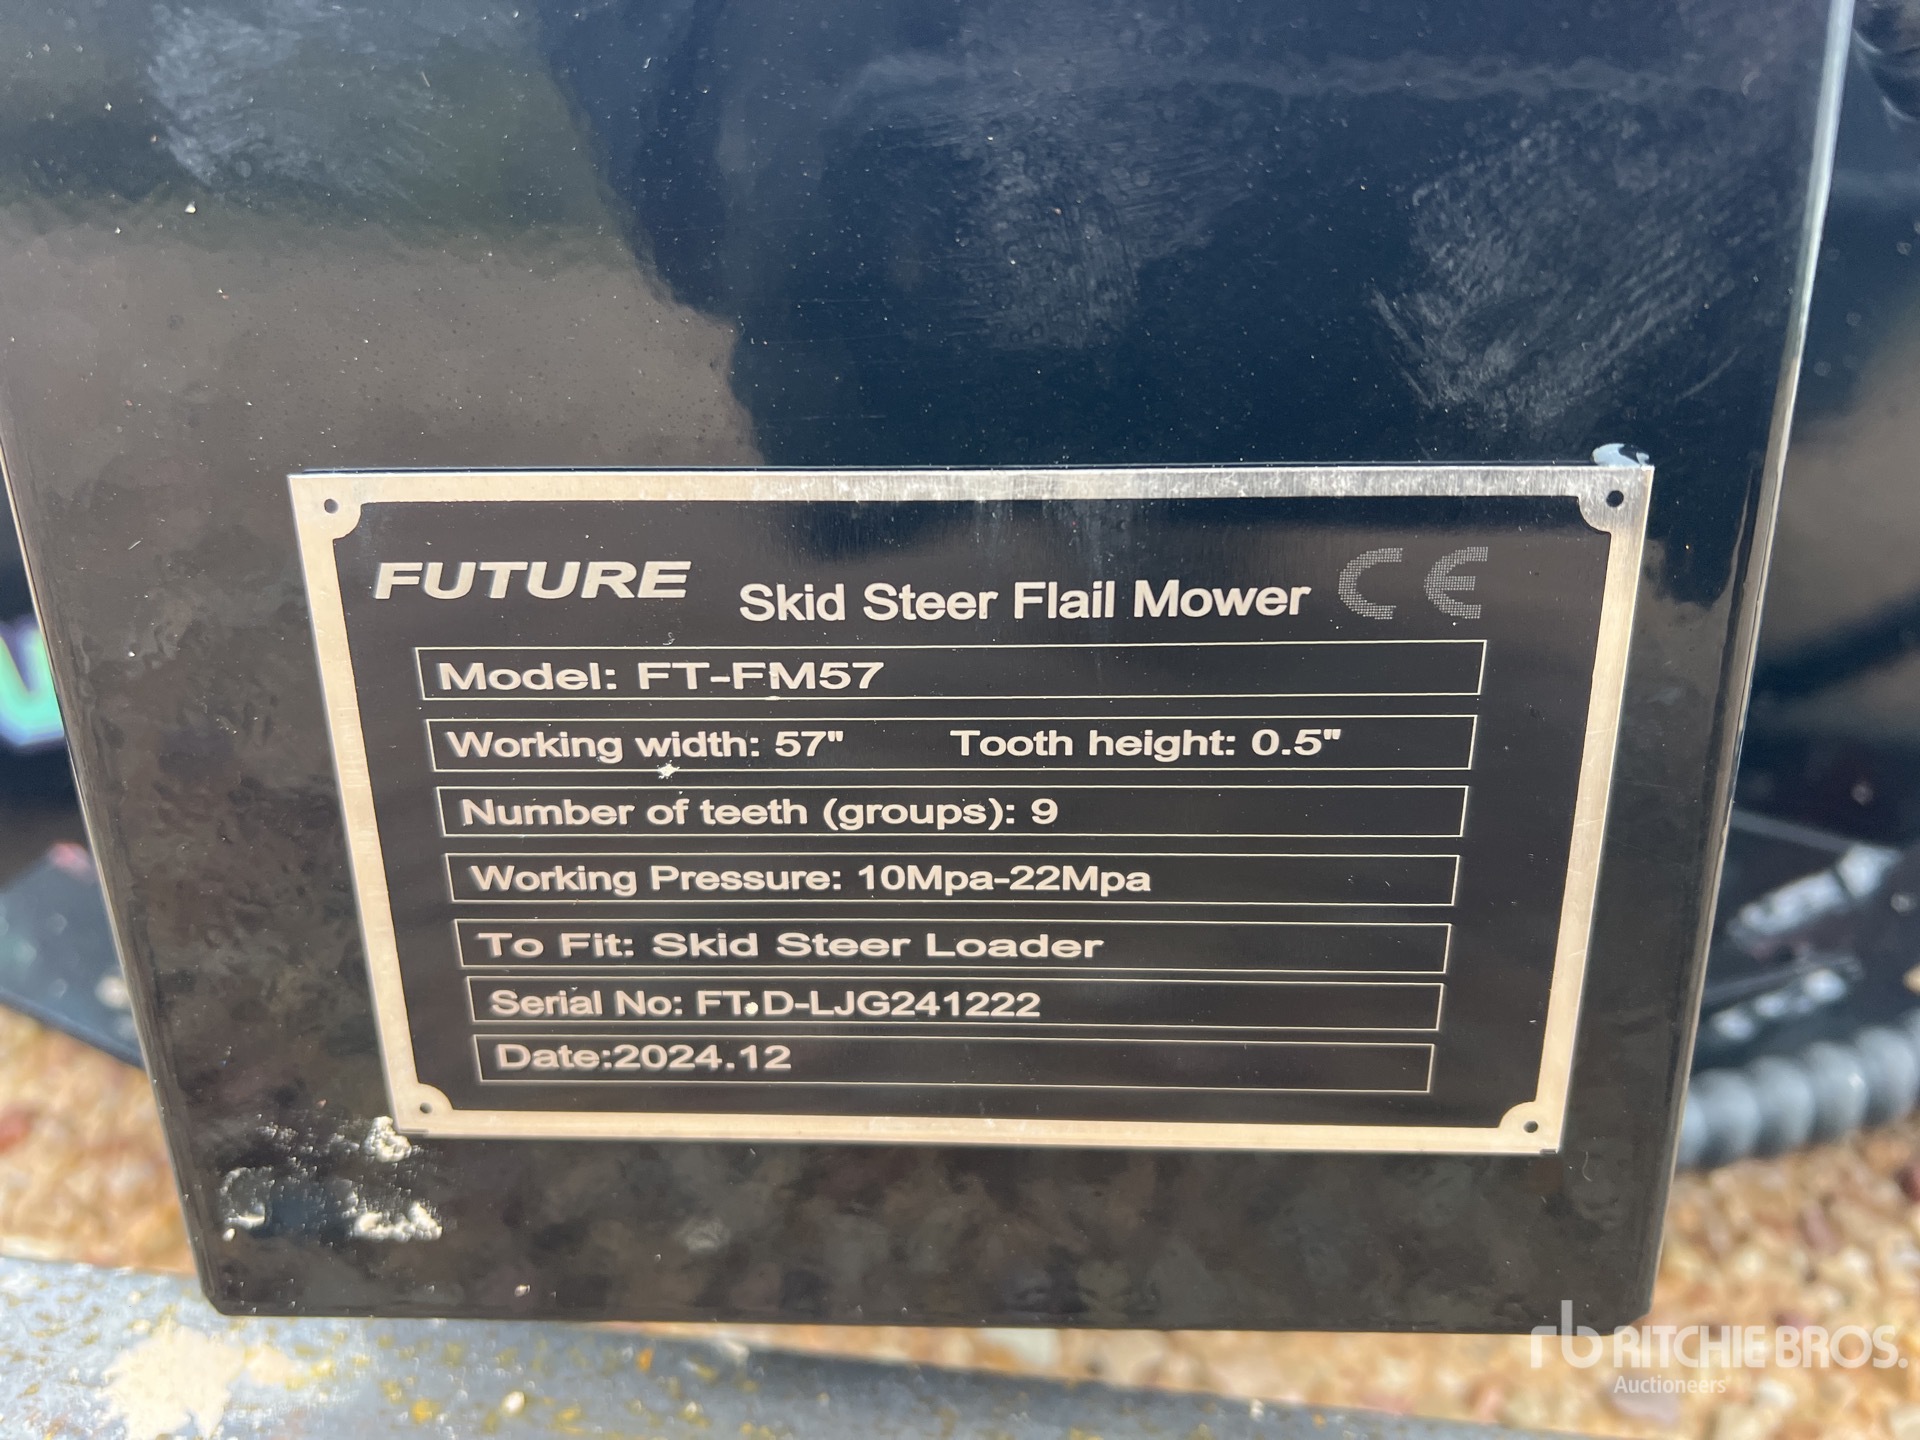 FUTURE Skid Steer Flail Mower CE
Model: FT-FM57
Working width: 57" Tooth height: 0.5"
Number of teeth (groups): 9
Working Pressure: 10Mpa-22Mpa
To Fit: Skid Steer Loader
Serial No: FT.D-LJG241222
Date:2024.12
rb RITCHIE BROS.
Auctioneers